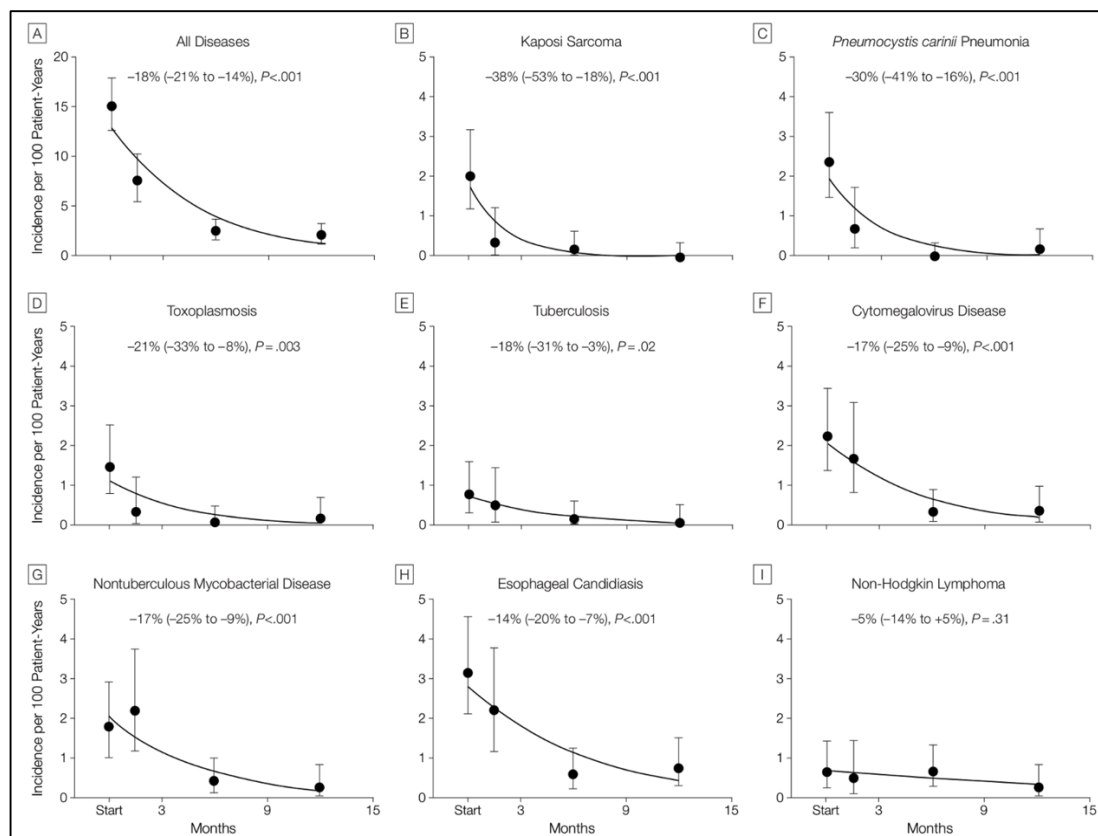 A
All Diseases
–18% (–21% to –14%), P<.001
Incidence per 100 Patient-Years
20
15
10
5
0
B
Kaposi Sarcoma
–38% (–53% to –18%), P<.001
5
4
3
2
1
0
C
Pneumocystis carinii Pneumonia
–30% (–41% to –16%), P<.001
5
4
3
2
1
0
D
Toxoplasmosis
–21% (–33% to –8%), P = .003
Incidence per 100 Patient-Years
5
4
3
2
1
0
E
Tuberculosis
–18% (–31% to –3%), P = .02
5
4
3
2
1
0
F
Cytomegalovirus Disease
–17% (–25% to –9%), P<.001
5
4
3
2
1
0
G
Nontuberculous Mycobacterial Disease
–17% (–25% to –9%), P<.001
Incidence per 100 Patient-Years
5
4
3
2
1
0
Start 3 9 15
Months
H
Esophageal Candidiasis
–14% (–20% to –7%), P<.001
5
4
3
2
1
0
Start 3 9 15
Months
I
Non-Hodgkin Lymphoma
–5% (–14% to +5%), P = .31
5
4
3
2
1
0
Start 3 9 15
Months